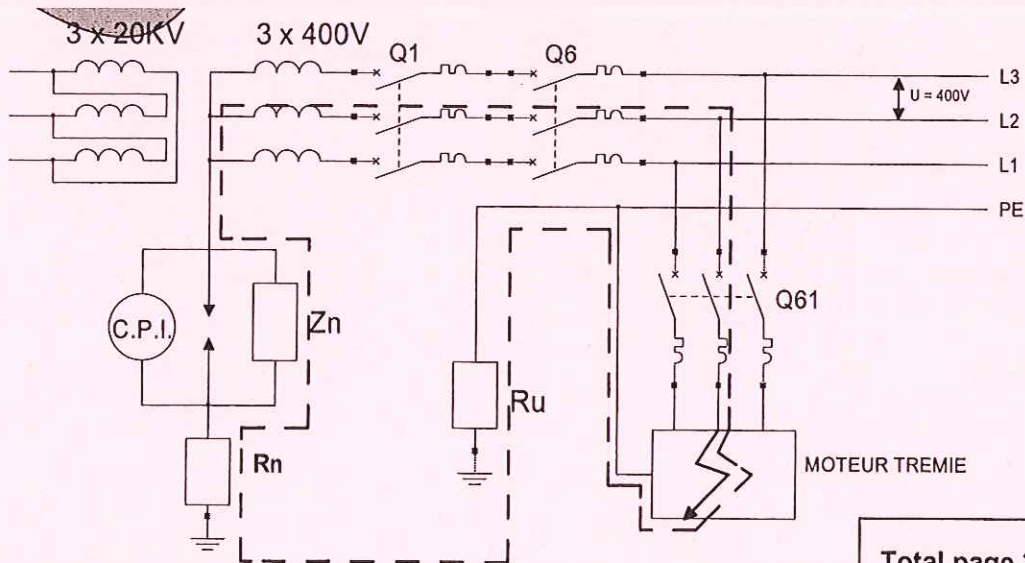 3 x 20KV
3 x 400V
Q1
Q6
L3
U = 400V
L2
L1
PE
Q61
C.P.I.
Zn
Ru
Rn
MOTEUR TREMIE
Total page